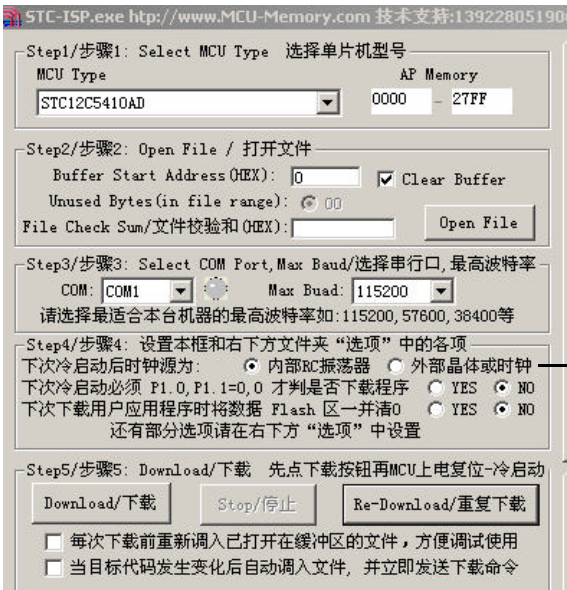 STC-ISP.exe htp://www.MCU-Memory.com 技术支持:1392280519
Step1/步骤1: Select MCU Type 选择单片机型号
MCU Type AP Memory
STC12C5410AD 0000 - 27FF
Step2/步骤2: Open File / 打开文件
Buffer Start Address(HEX): 0 Clear Buffer
Unused Bytes(in file range): 00
File Check Sum/文件校验和(HEX): Open File
Step3/步骤3: Select COM Port,Max Baud/选择串行口,最高波特率
COM: COM1 Max Buad: 115200
请选择最适合本台机器的最高波特率如:115200,57600,38400等
Step4/步骤4: 设置本框和右下方文件夹“选项”中的各项
下次冷启动后时钟源为: 内部RC振荡器 外部晶体或时钟
下次冷启动必须 P1.0,P1.1=0,0 才判是否下载程序 YES NO
下次下载用户应用程序时将数据 Flash 区一并清0 YES NO
还有部分选项请在右下方“选项”中设置
Step5/步骤5: Download/下载 先点下载按钮再MCU上电复位-冷启动
Download/下载 Stop/停止 Re-Download/重复下载
每次下载前重新调入已打开在缓冲区的文件，方便调试使用
当目标代码发生变化后自动调入文件, 并立即发送下载命令